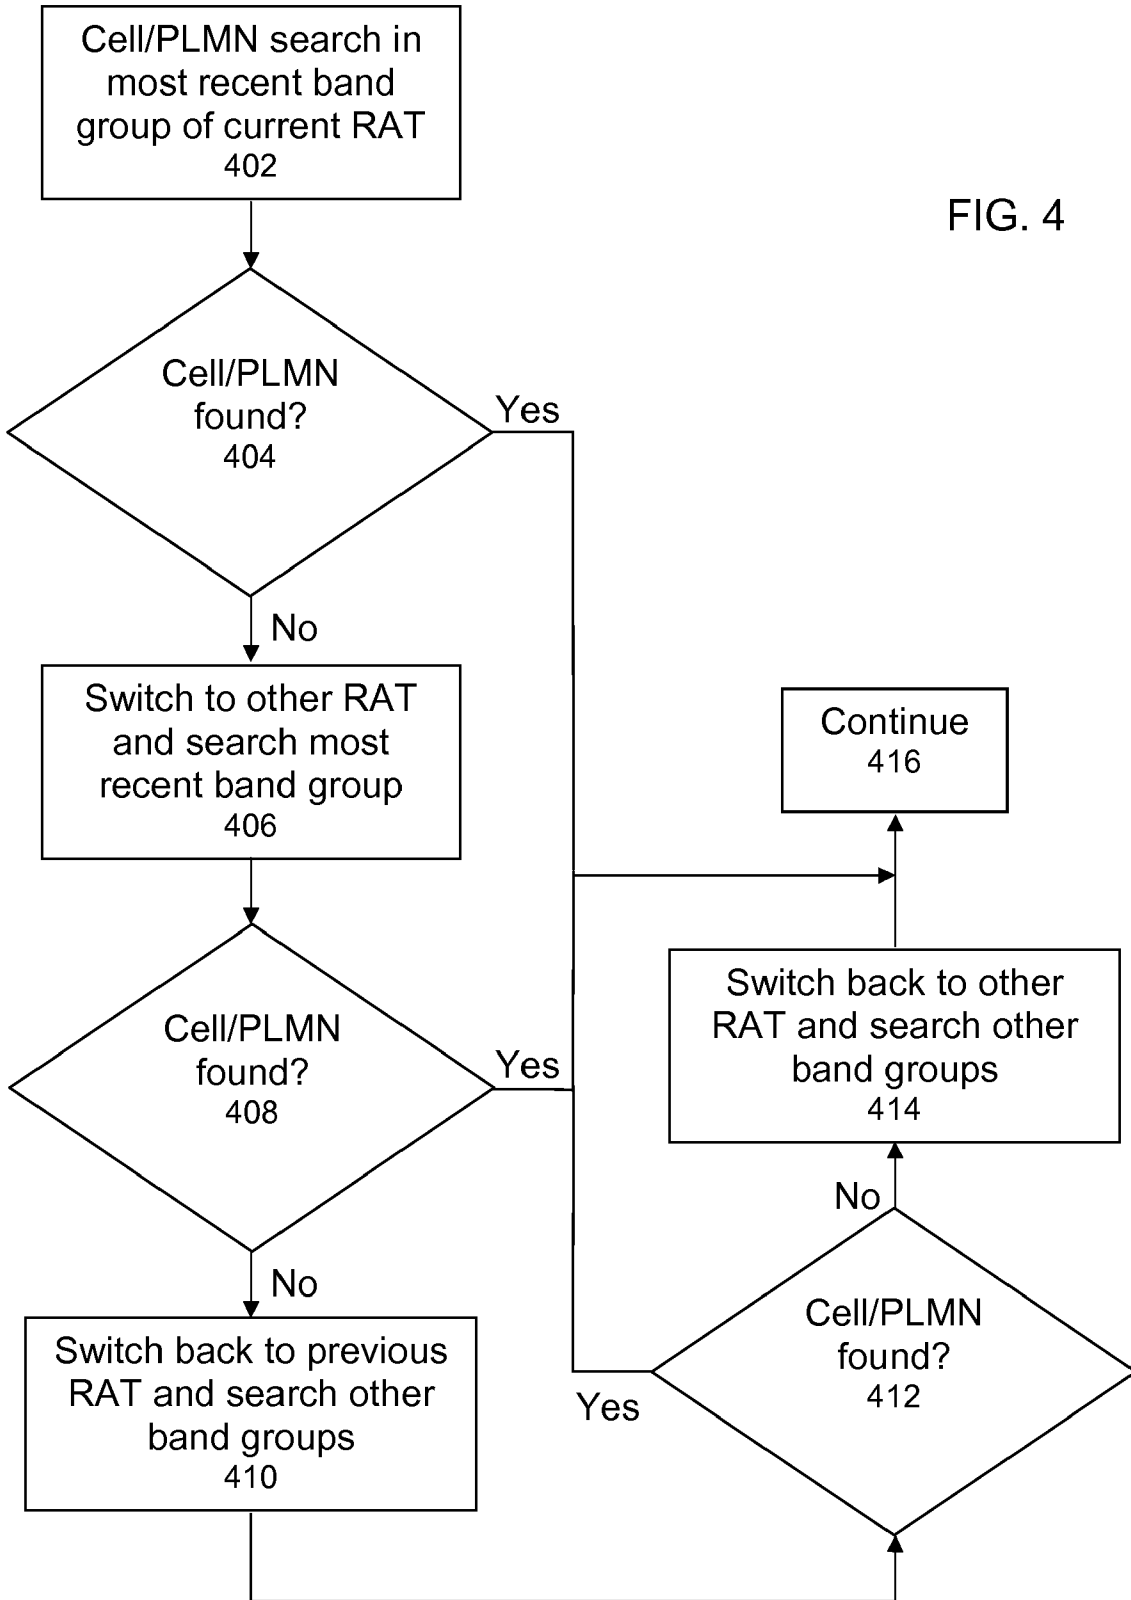 Cell/PLMN search in
most recent band
group of current RAT
402
FIG. 4
Cell/PLMN
found?
404
Yes
No
Switch to other RAT
and search most
recent band group
406
Continue
416
Cell/PLMN
found?
408
Yes
No
Switch back to other
RAT and search other
band groups
414
No
Switch back to previous
RAT and search other
band groups
410
Cell/PLMN
found?
412
Yes